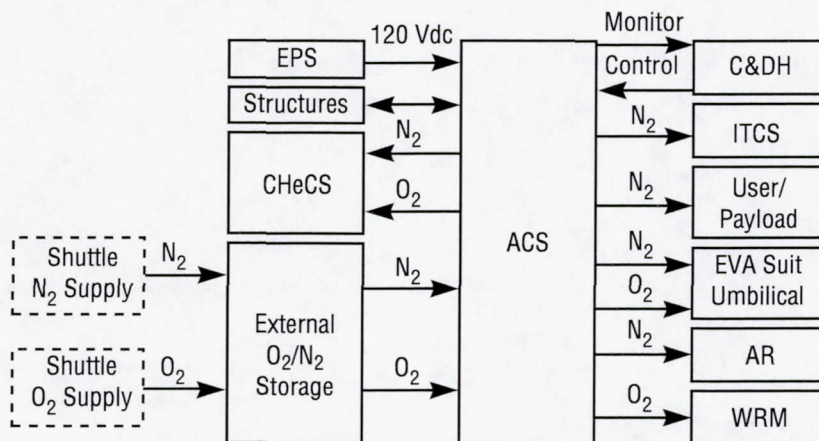 120 Vdc
EPS
Structures
N2
CHeCS
O2
Shuttle
N2 Supply
N2
Shuttle
O2 Supply
O2
External
O2/N2
Storage
N2
O2
ACS
Monitor
Control
C&DH
N2
ITCS
N2
User/
Payload
N2
O2
EVA Suit
Umbilical
N2
AR
O2
WRM